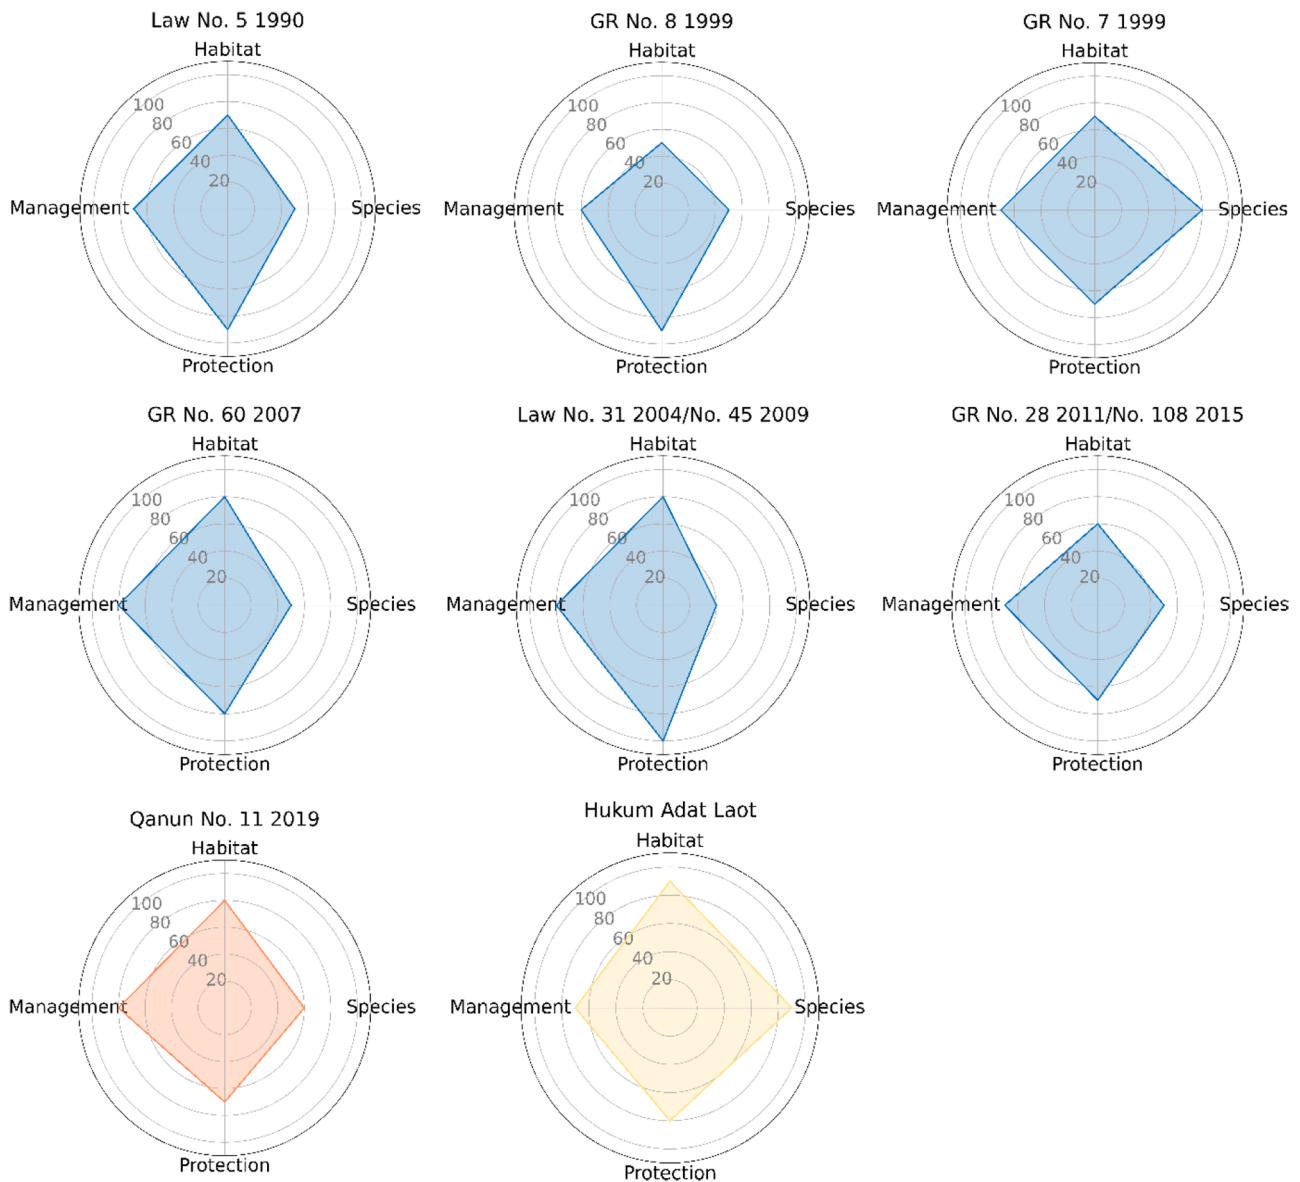 Law No. 5 1990
Habitat
100
80
60
40
20
Management
Species
Protection
GR No. 8 1999
Habitat
100
80
60
40
20
Management
Species
Protection
GR No. 7 1999
Habitat
100
80
60
40
20
Management
Species
Protection
GR No. 60 2007
Habitat
100
80
60
40
20
Management
Species
Protection
Law No. 31 2004/No. 45 2009
Habitat
100
80
60
40
20
Management
Species
Protection
GR No. 28 2011/No. 108 2015
Habitat
100
80
60
40
20
Management
Species
Protection
Qanun No. 11 2019
Habitat
100
80
60
40
20
Management
Species
Protection
Hukum Adat Laot
Habitat
100
80
60
40
20
Management
Species
Protection